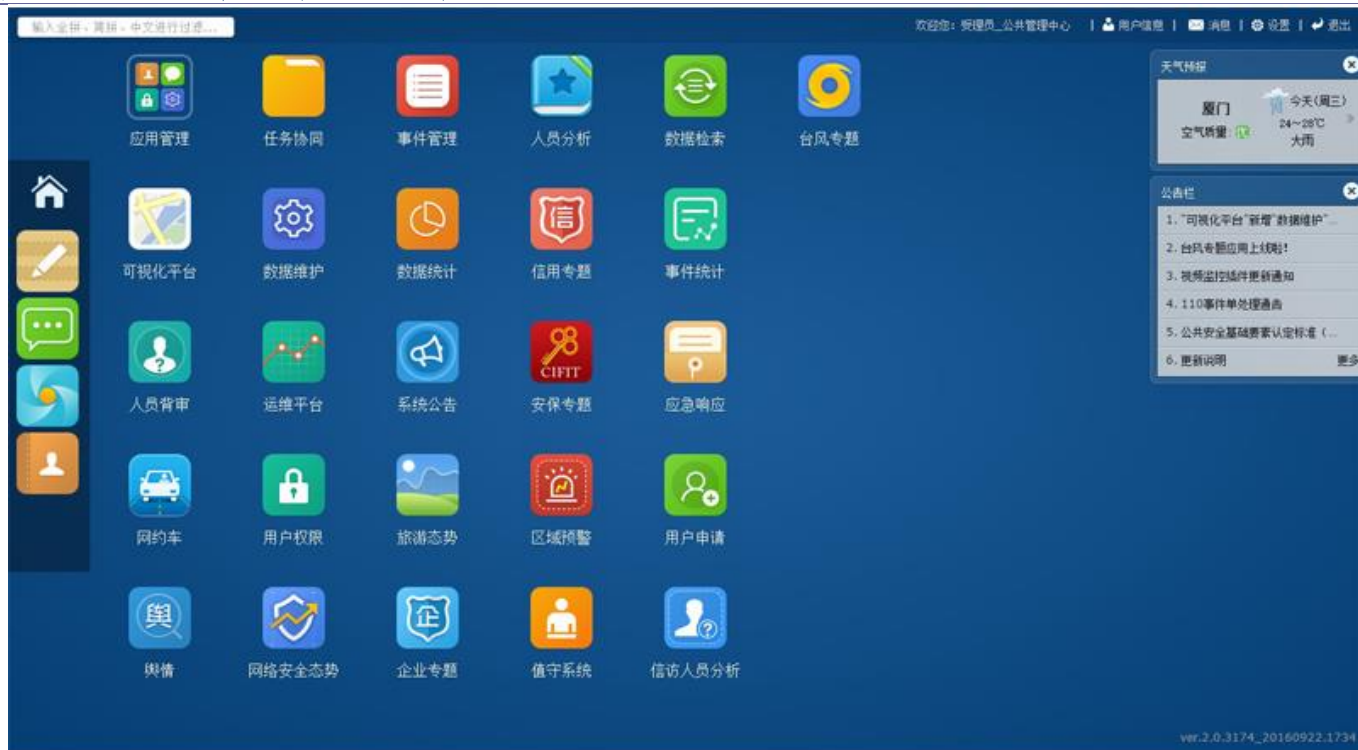 输入全拼、简拼、中文进行过滤...
欢迎您: 受理员_公共管理中心 | 用户信息 | 消息 | 设置 | 退出
应用管理 任务协同 事件管理 人员分析 数据检索 台风专题
可视化平台 数据维护 数据统计 信 信用专题 事件统计
人员背审 运维平台 系统公告 CIFIT 安保专题 应急响应
网约车 用户权限 旅游态势 区域预警 用户申请
舆 舆情 网络安全态势 企 企业专题 值守系统 信访人员分析
天气预报
厦门 今天(周三)
空气质量 优 24~28℃
大雨
公告栏
1. "可视化平台"新增"数据维护"...
2. 台风专题应用上线啦!
3. 视频监控插件更新通知
4. 110事件单处理通告
5. 公共安全基础要素认定标准（...
6. 更新说明 更多
ver.2.0.3174_20160922.1734